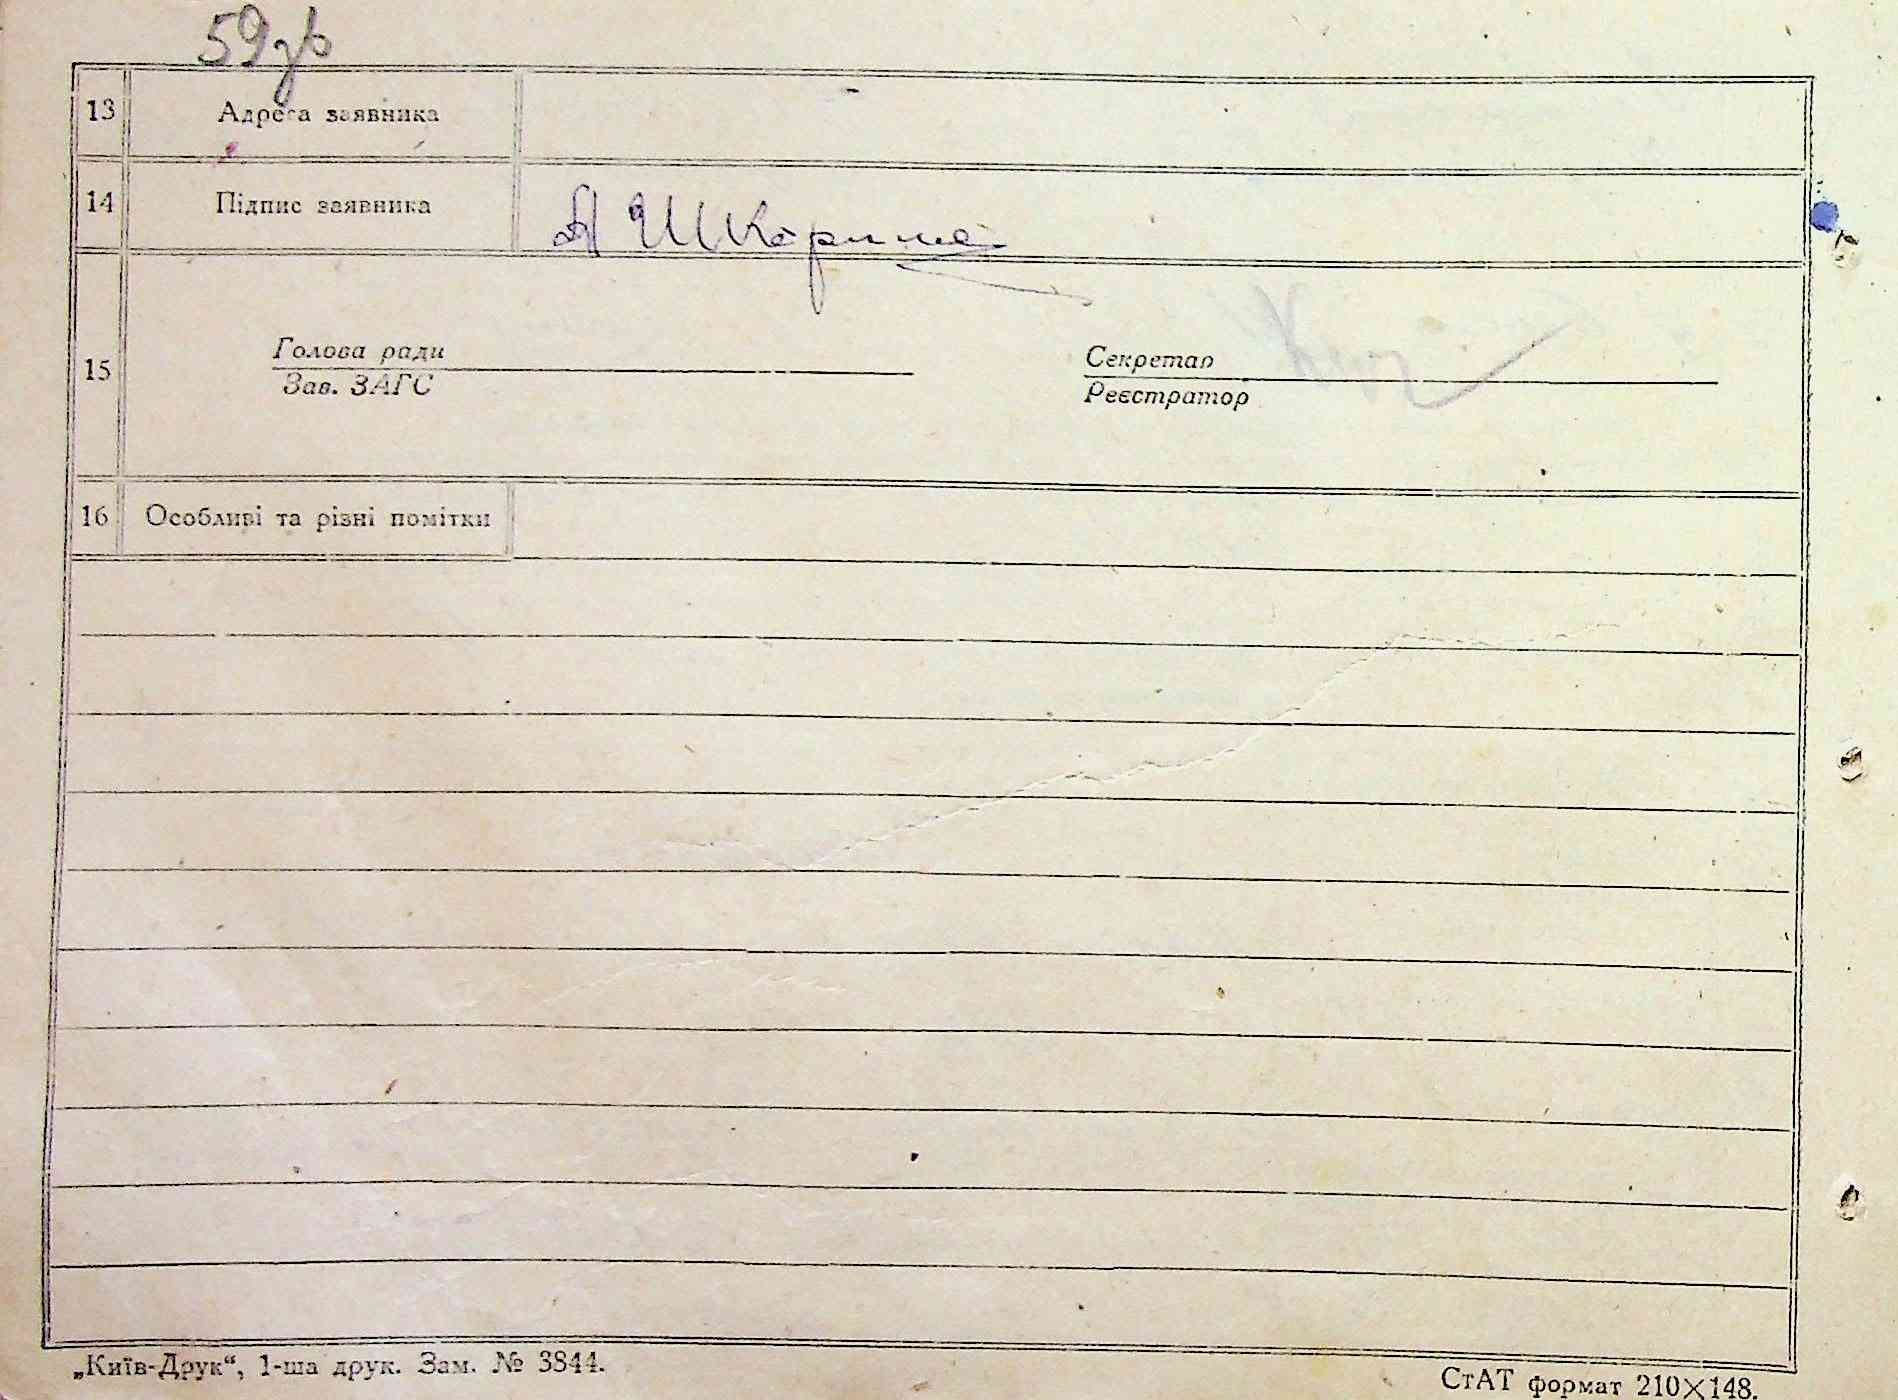 59зв
13 Адреса заявника
14 Підпис заявника
15 Голова ради Секретар
Зав. ЗАГС Реєстратор
16 Особливі та різні помітки
„Київ-Друк“, 1-ша друк. Зам. № 3844.
СтАТ формат 210×148.